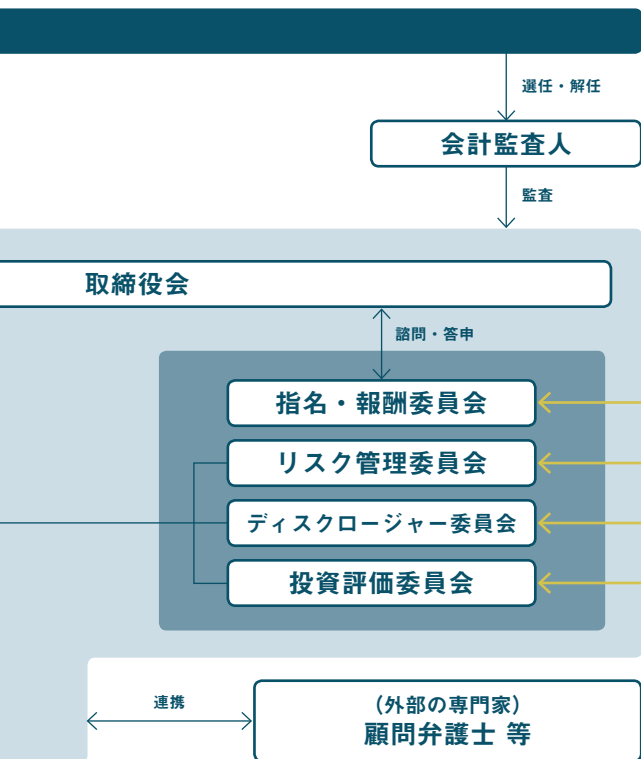 選任・解任
会計監査人
監査
取締役会
諮問・答申
指名・報酬委員会
リスク管理委員会
ディスクロージャー委員会
投資評価委員会
連携
（外部の専門家）
顧問弁護士 等